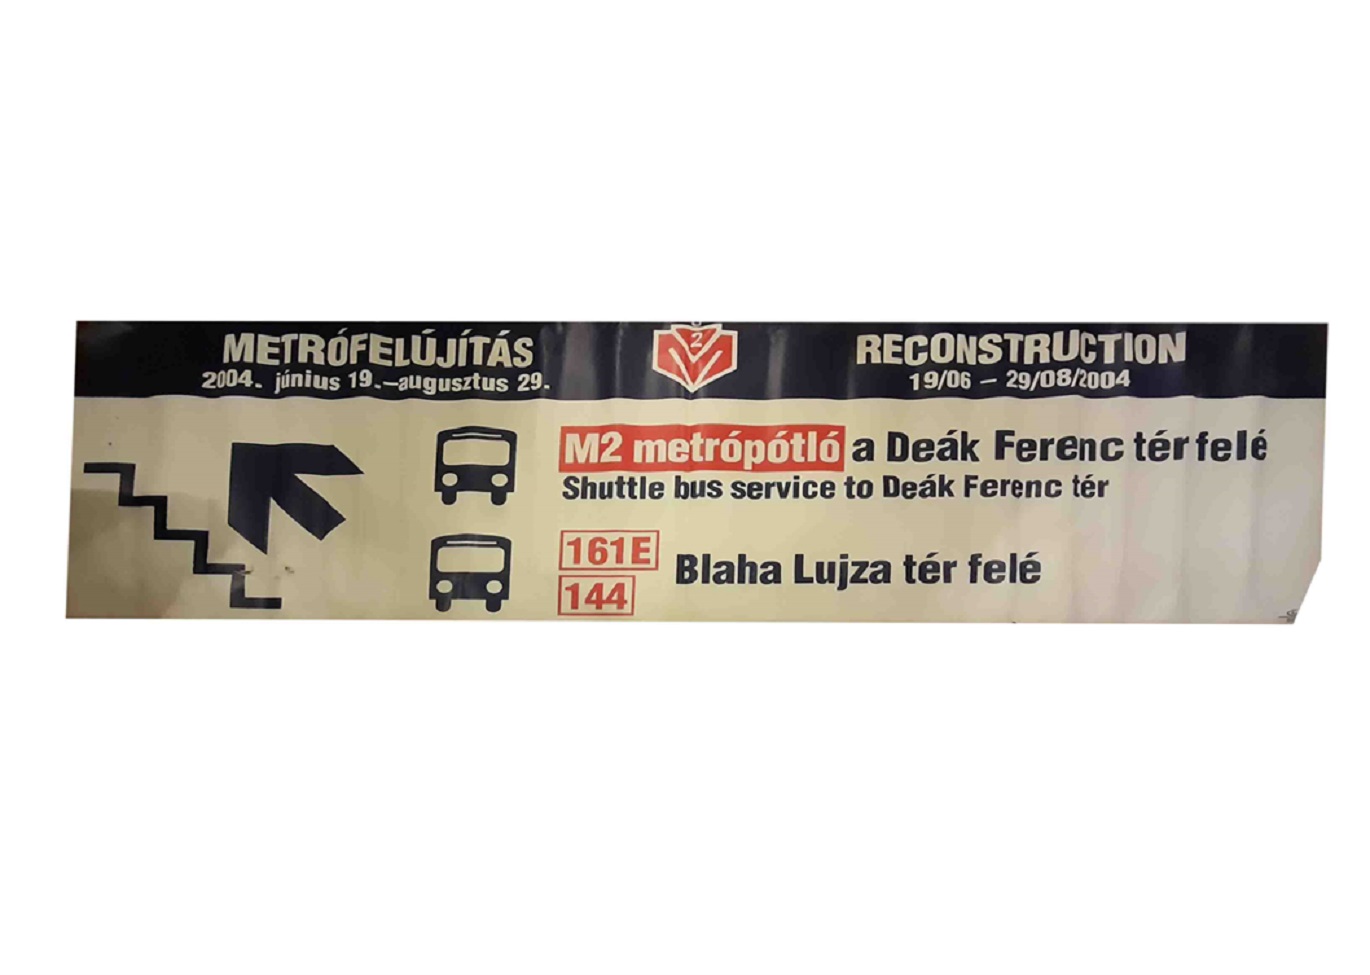 METRÓFELÚJÍTÁS
2004. június 19.–augusztus 29.
2
RECONSTRUCTION
19/06 – 29/08/2004
M2 metrópótló a Deák Ferenc tér felé
Shuttle bus service to Deák Ferenc tér
161E
144
Blaha Lujza tér felé